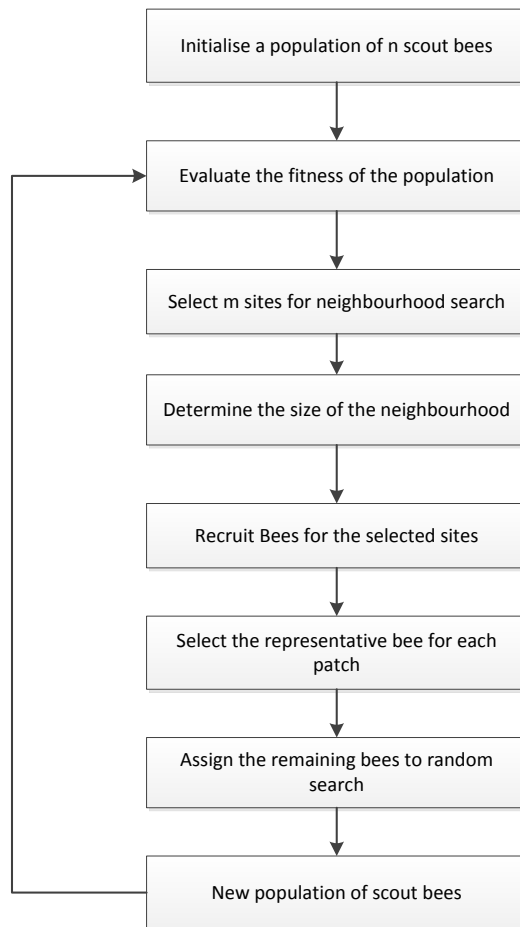 Initialise a population of n scout bees
Evaluate the fitness of the population
Select m sites for neighbourhood search
Determine the size of the neighbourhood
Recruit Bees for the selected sites
Select the representative bee for each
patch
Assign the remaining bees to random
search
New population of scout bees